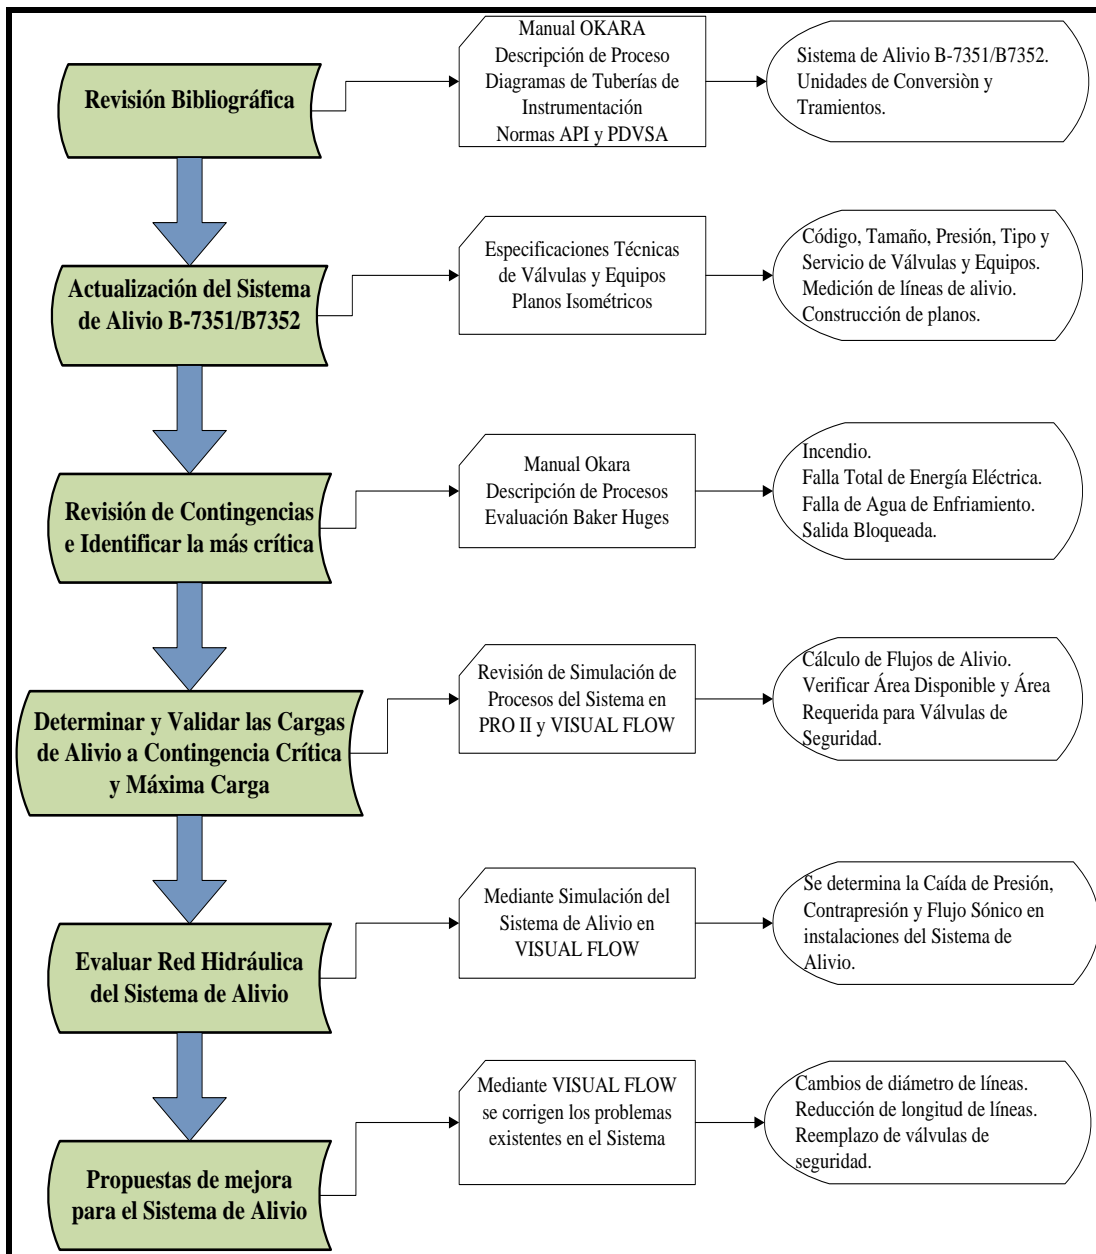 Revisión Bibliográfica
Manual OKARA
Descripción de Proceso
Diagramas de Tuberías de
Instrumentación
Normas API y PDVSA
Sistema de Alivio B-7351/B7352.
Unidades de Conversiòn y
Tramientos.
Actualización del Sistema
de Alivio B-7351/B7352
Especificaciones Técnicas
de Válvulas y Equipos
Planos Isométricos
Código, Tamaño, Presión, Tipo y
Servicio de Válvulas y Equipos.
Medición de líneas de alivio.
Construcción de planos.
Revisión de Contingencias
e Identificar la más crítica
Manual Okara
Descripción de Procesos
Evaluación Baker Huges
Incendio.
Falla Total de Energía Eléctrica.
Falla de Agua de Enfriamiento.
Salida Bloqueada.
Determinar y Validar las Cargas
de Alivio a Contingencia Crítica
y Máxima Carga
Revisión de Simulación de
Procesos del Sistema en
PRO II y VISUAL FLOW
Cálculo de Flujos de Alivio.
Verificar Área Disponible y Área
Requerida para Válvulas de
Seguridad.
Evaluar Red Hidráulica
del Sistema de Alivio
Mediante Simulación del
Sistema de Alivio en
VISUAL FLOW
Se determina la Caída de Presión,
Contrapresión y Flujo Sónico en
instalaciones del Sistema de
Alivio.
Propuestas de mejora
para el Sistema de Alivio
Mediante VISUAL FLOW
se corrigen los problemas
existentes en el Sistema
Cambios de diámetro de líneas.
Reducción de longitud de líneas.
Reemplazo de válvulas de
seguridad.